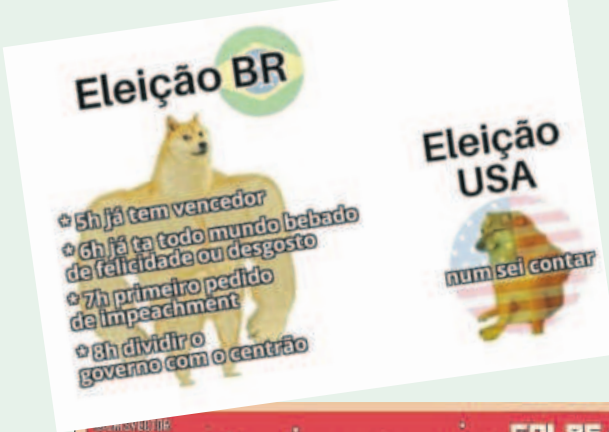 Eleição BR
* 5h já tem vencedor
* 6h já ta todo mundo bebado
de felicidade ou desgosto
* 7h primeiro pedido
de impeachment
* 8h dividir o
governo com o centrão
Eleição
USA
num sei contar